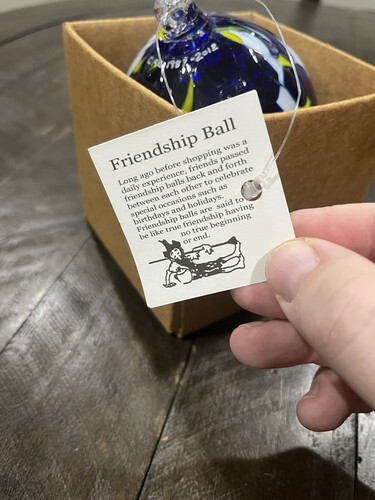 Friendship Ball
Long ago before shopping was a
daily experience, friends passed
friendship balls back and forth
between each other to celebrate
special occasions such as
birthdays and holidays.
Friendship balls are said to
be like true friendship having
no true beginning
or end.